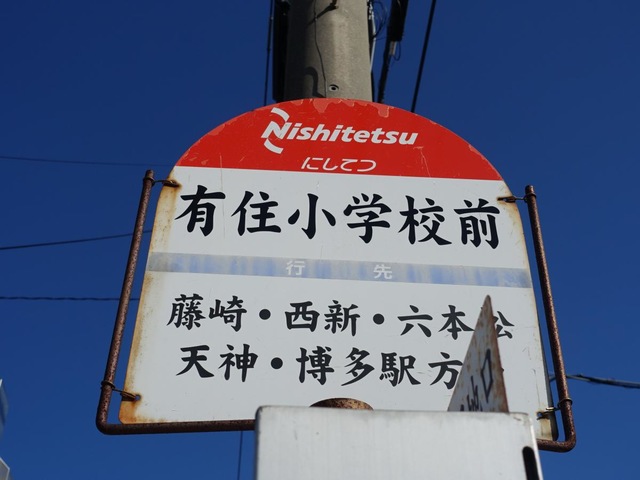 Nishitetsu
にしてつ
有住小学校前
行先
藤崎・西新・六本松
天神・博多駅方